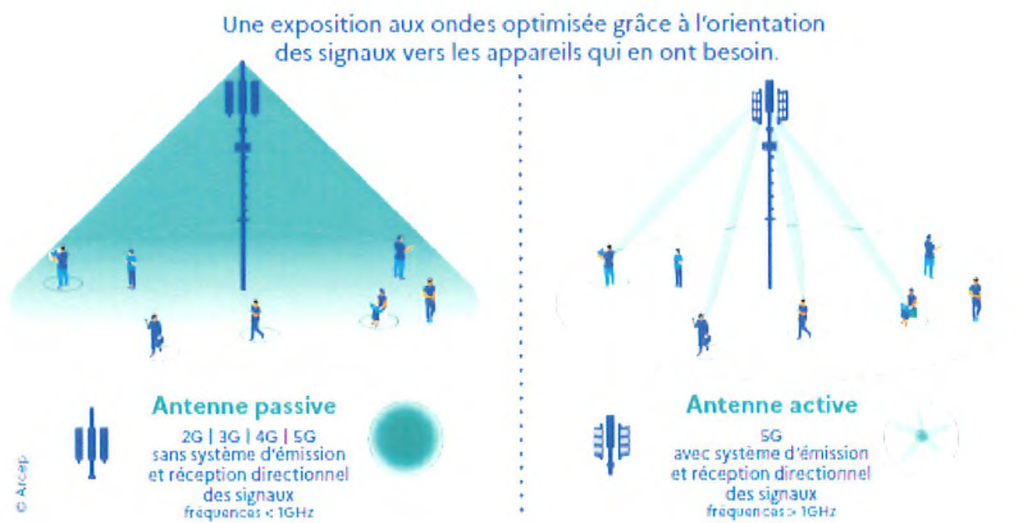 Une exposition aux ondes optimisée grâce à l'orientation
des signaux vers les appareils qui en ont besoin.
Antenne passive
2G | 3G | 4G | 5G
sans système d'émission
et réception directionnel
des signaux
fréquences < 1GHz
Antenne active
5G
avec système d'émission
et réception directionnel
des signaux
fréquences > 1GHz
© Arcep